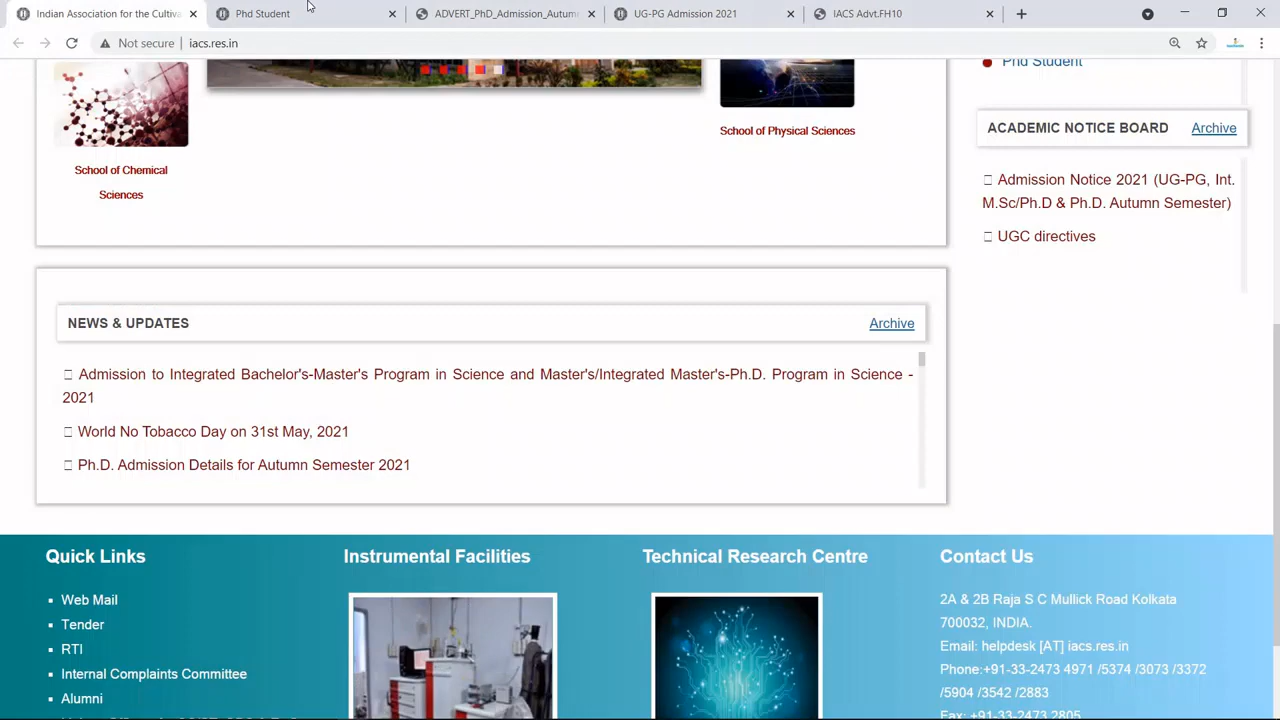 Indian Association for the Cultiva
Phd Student
ADVERT_PhD_Admission_Autumn
UG-PG Admission 2021
IACS Advt.FH10
Not secure
iacs.res.in
Phd Student
School of Chemical
Sciences
School of Physical Sciences
ACADEMIC NOTICE BOARD
Archive
Admission Notice 2021 (UG-PG, Int.
M.Sc/Ph.D & Ph.D. Autumn Semester)
UGC directives
NEWS & UPDATES
Archive
Admission to Integrated Bachelor's-Master's Program in Science and Master's/Integrated Master's-Ph.D. Program in Science -
2021
World No Tobacco Day on 31st May, 2021
Ph.D. Admission Details for Autumn Semester 2021
Quick Links
Web Mail
Tender
RTI
Internal Complaints Committee
Alumni
Instrumental Facilities
Technical Research Centre
Contact Us
2A & 2B Raja S C Mullick Road Kolkata
700032, INDIA.
Email: helpdesk [AT] iacs.res.in
Phone:+91-33-2473 4971 /5374 /3073 /3372
/5904 /3542 /2883
Fax: +91-33-2473 2805